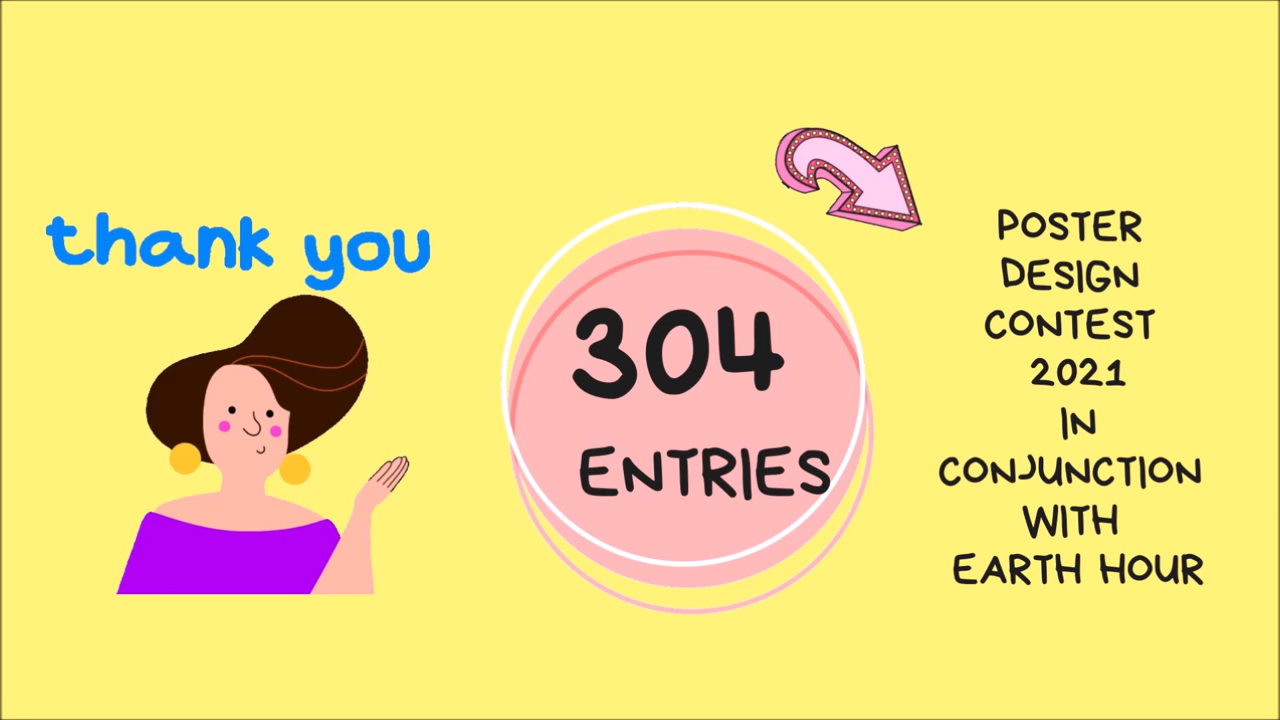 thank you
304
ENTRIES
POSTER
DESIGN
CONTEST
2021
IN
CONJUNCTION
WITH
EARTH HOUR